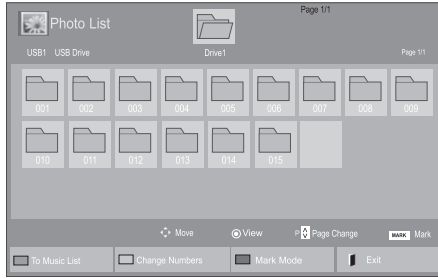 Page 1/1
Photo List
USB1 USB Drive Drive1 Page 1/1
001 002 003 004 005 006 007 008 009
010 011 012 013 014 015
Move View P Page Change MARK Mark
To Music List Change Numbers Mark Mode Exit